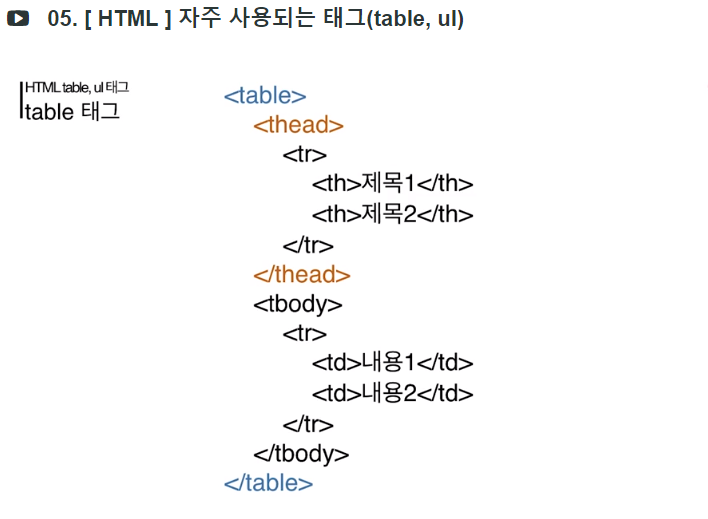 05. [ HTML ] 자주 사용되는 태그(table, ul)
HTML table, ul 태그
table 태그
<table>
<thead>
<tr>
<th>제목1</th>
<th>제목2</th>
</tr>
</thead>
<tbody>
<tr>
<td>내용1</td>
<td>내용2</td>
</tr>
</tbody>
</table>